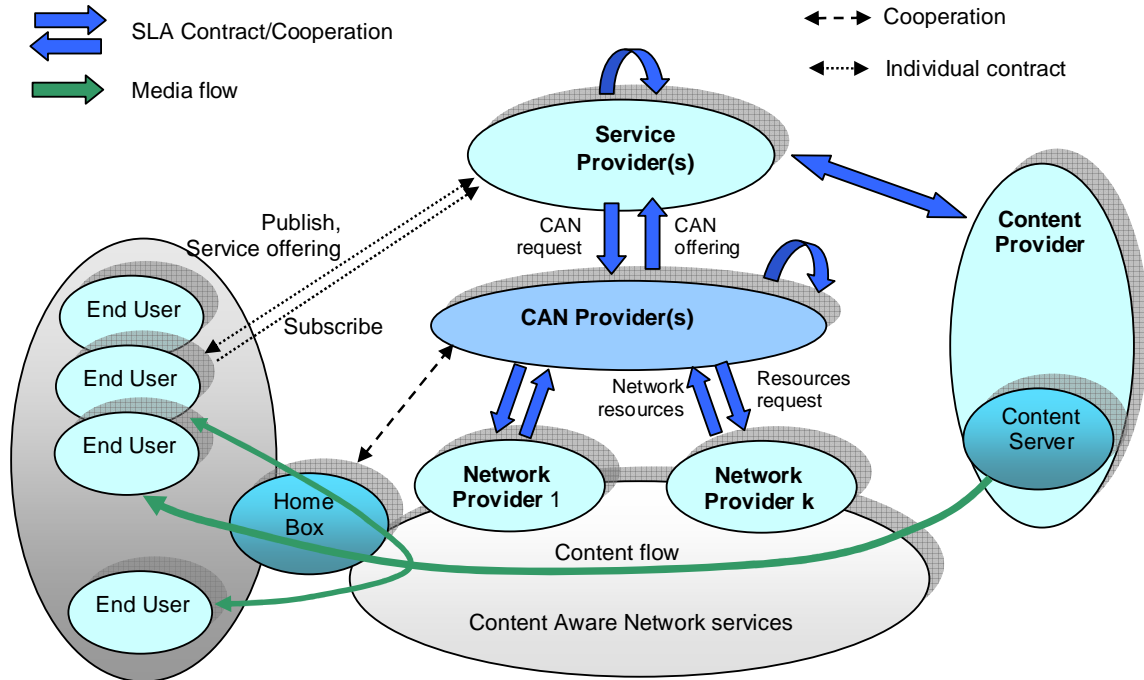 SLA Contract/Cooperation
Media flow
Cooperation
Individual contract
Service
Provider(s)
Publish,
Service offering
Subscribe
CAN
request
CAN
offering
Content
Provider
CAN Provider(s)
End User
End User
End User
End User
Network
resources
Resources
request
Content
Server
Network
Provider 1
Network
Provider k
Home
Box
Content flow
Content Aware Network services